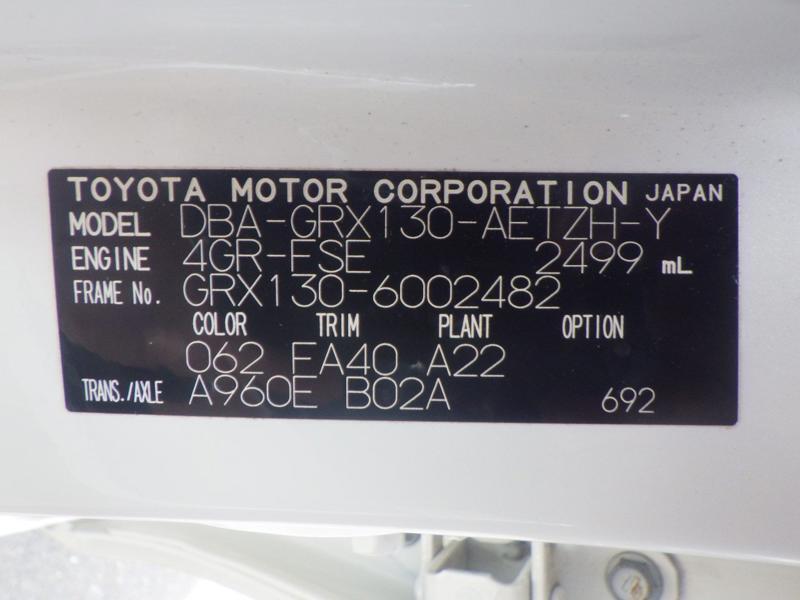 TOYOTA MOTOR CORPORATION JAPAN
MODEL DBA-GRX130-AETZH-Y
ENGINE 4GR-FSE 2499 mL
FRAME No. GRX130-6002482
COLOR TRIM PLANT OPTION
062 FA40 A22
TRANS./AXLE A960E B02A 692